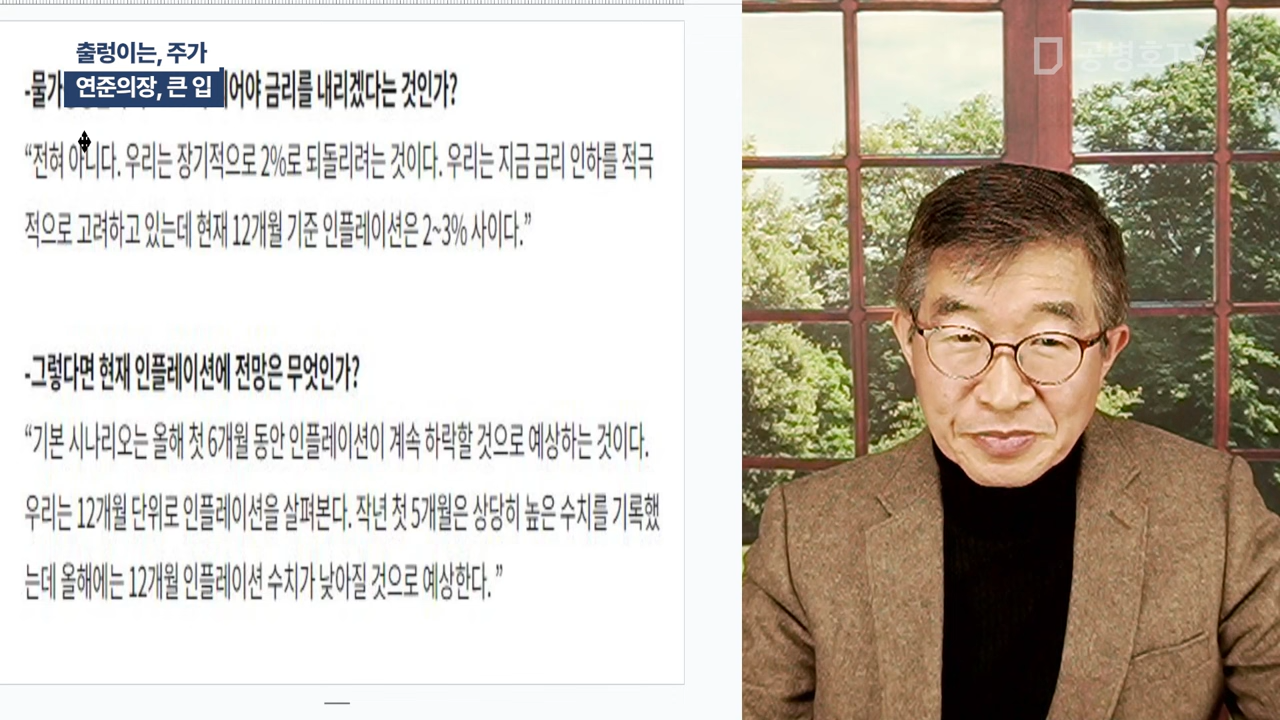 출렁이는, 주가
연준의장, 큰 입
-물가 되어야 금리를 내리겠다는 것인가?
“전혀 아니다. 우리는 장기적으로 2%로 되돌리려는 것이다. 우리는 지금 금리 인하를 적극
적으로 고려하고 있는데 현재 12개월 기준 인플레이션은 2~3% 사이다.”
-그렇다면 현재 인플레이션에 전망은 무엇인가?
“기본 시나리오는 올해 첫 6개월 동안 인플레이션이 계속 하락할 것으로 예상하는 것이다.
우리는 12개월 단위로 인플레이션을 살펴본다. 작년 첫 5개월은 상당히 높은 수치를 기록했
는데 올해에는 12개월 인플레이션 수치가 낮아질 것으로 예상한다. ”
공병호TV